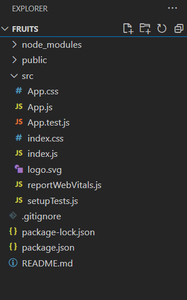 EXPLORER
FRUITS
node_modules
public
src
# App.css
JS App.js
JS App.test.js
# index.css
JS index.js
logo.svg
JS reportWebVitals.js
JS setupTests.js
.gitignore
{} package-lock.json
{} package.json
README.md